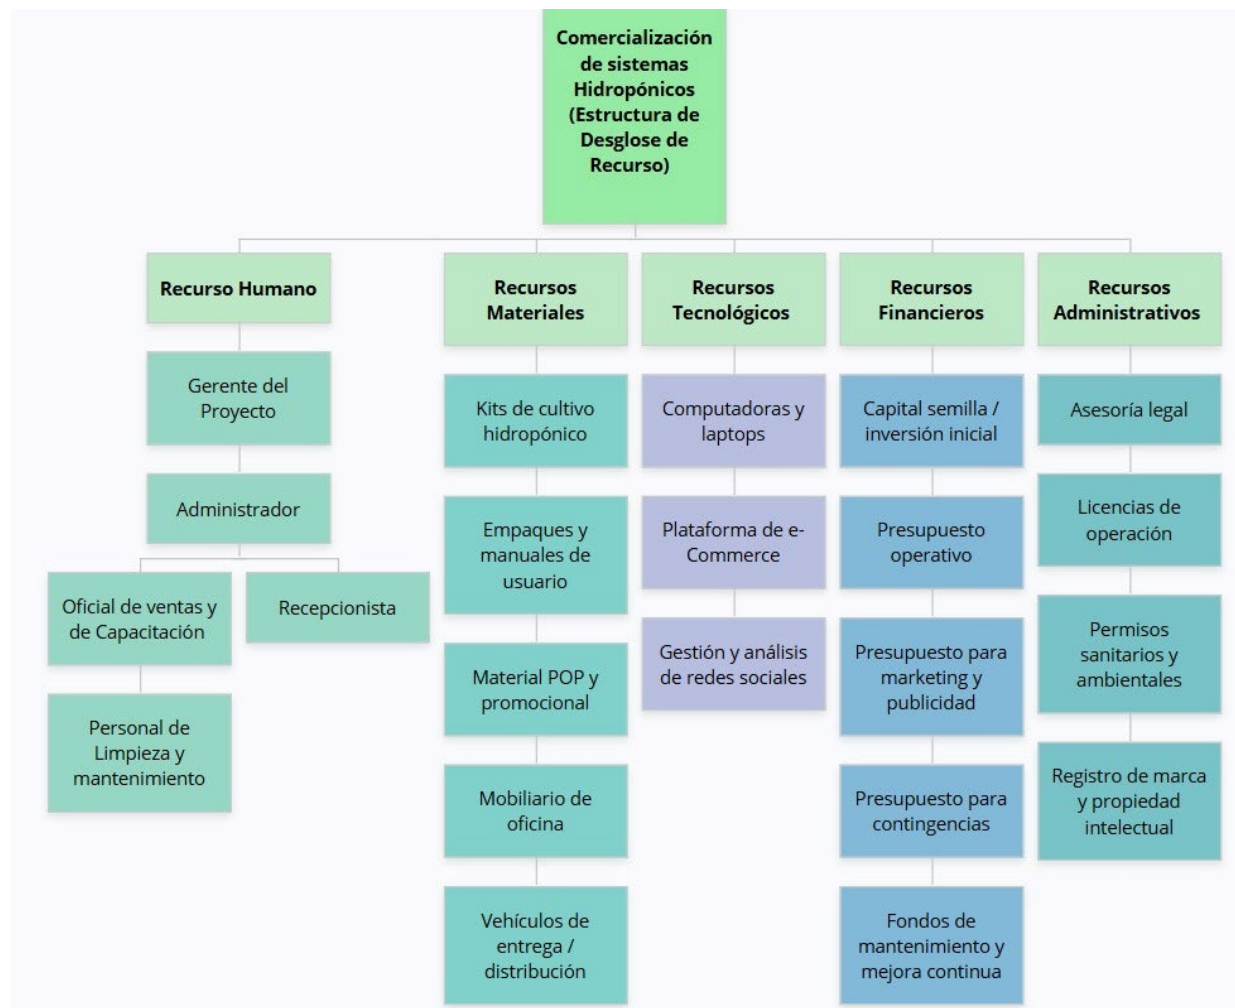 Comercialización
de sistemas
Hidropónicos
(Estructura de
Desglose de
Recurso)
Recurso Humano
Gerente del
Proyecto
Administrador
Oficial de ventas y
de Capacitación
Recepcionista
Personal de
Limpieza y
mantenimiento
Recursos
Materiales
Kits de cultivo
hidropónico
Empaques y
manuales de
usuario
Material POP y
promocional
Mobiliario de
oficina
Vehículos de
entrega /
distribución
Recursos
Tecnológicos
Computadoras y
laptops
Plataforma de e-
Commerce
Gestión y análisis
de redes sociales
Recursos
Financieros
Capital semilla /
inversión inicial
Presupuesto
operativo
Presupuesto para
marketing y
publicidad
Presupuesto para
contingencias
Fondos de
mantenimiento y
mejora continua
Recursos
Administrativos
Asesoría legal
Licencias de
operación
Permisos
sanitarios y
ambientales
Registro de marca
y propiedad
intelectual